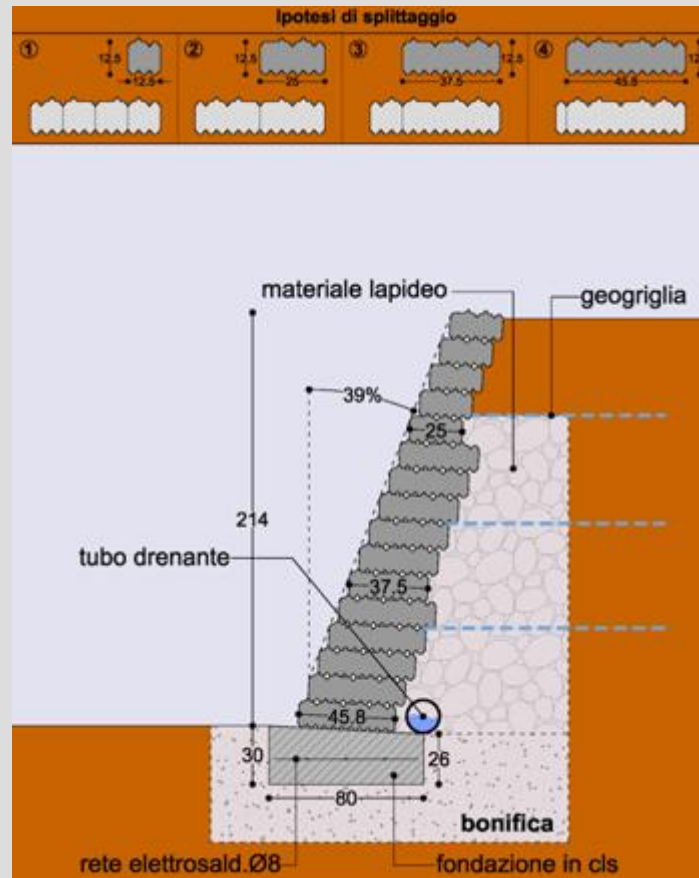 Ipotesi di splittaggio
① ② ③ ④
12.5 12.5 12.5
12.5 25 37.5 45.8
materiale lapideo
geogriglia
39%
25
214
tubo drenante
37.5
45.8
30
26
80
bonifica
rete elettrosald.Ø8
fondazione in cls